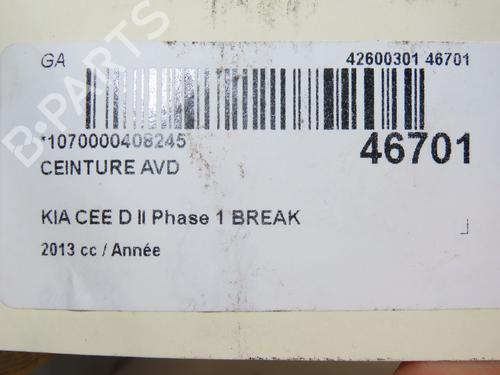 GA
42600301 46701
*1070000408245
46701
CEINTURE AVD
KIA CEE D II Phase 1 BREAK
2013 cc / Année
B-PARTS